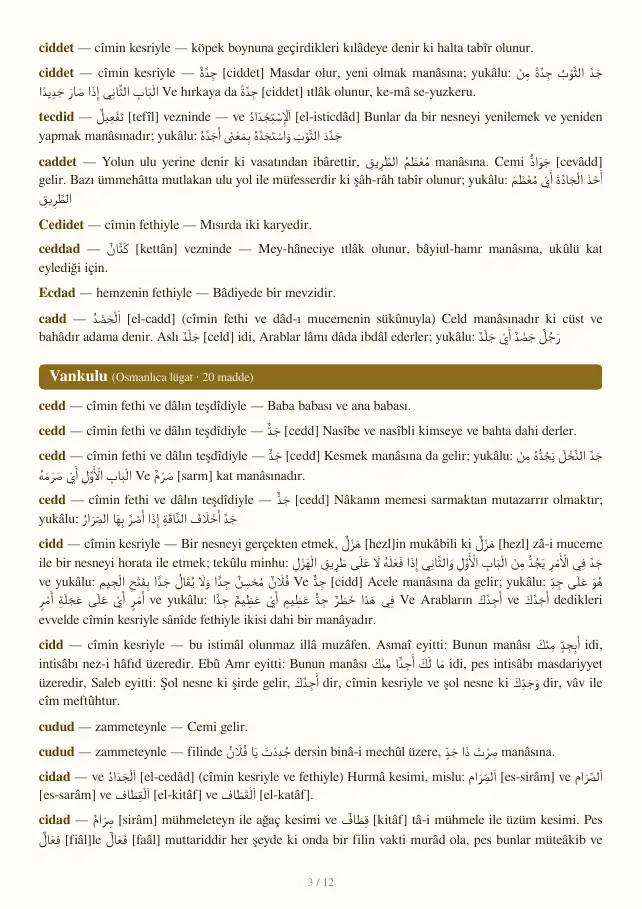 ciddet — cîmin kesriyle — köpek boynuna geçirdikleri kılâdeye denir ki halta tabîr olunur.
ciddet — cîmin kesriyle — جِدَّةٌ [ciddet] Masdar olur, yeni olmak manâsına; yukâlu: جَدَّ الثَّوْبُ جِدَّةً مِنْ
الْبَابِ الثَّانِي إِذَا صَارَ جَدِيدًا Ve hırkaya da جِدَّةٌ [ciddet] ıtlâk olunur, ke-mâ se-yuzkeru.
tecdid — تَفْعِيلٌ [tefîl] vezninde — ve اَلْإِسْتِجْدَادُ [el-isticdâd] Bunlar da bir nesneyi yenilemek ve yeniden
yapmak manâsınadır; yukâlu: جَدَّدَ الثَّوْبَ وَاسْتَجَدَّهُ بِمَعْنَى أَجَدَّهُ
caddet — Yolun ulu yerine denir ki vasatından ibârettir, مُعْظَمُ الطَّرِيقِ manâsına. Cemi جَوَادُّ [cevâdd]
gelir. Bazı ümmehâtta mutlakan ulu yol ile müfesserdir ki şâh-râh tabîr olunur; yukâlu: أَخَذَ الْجَادَّةَ أَيْ مُعْظَمَ
الطَّرِيقِ
Cedidet — cîmin fethiyle — Mısırda iki karyedir.
ceddad — كَتَّانٌ [kettân] vezninde — Mey-hâneciye ıtlâk olunur, bâyiul-hamr manâsına, ukûlü kat
eylediği için.
Ecdad — hemzenin fethiyle — Bâdiyede bir mevzidir.
cadd — اَلْجَضْدُ [el-cadd] (cîmin fethi ve dâd-ı mucemenin sükûnuyla) Celd manâsınadır ki cüst ve
bahâdır adama denir. Aslı جَلْدٌ [celd] idi, Arablar lâmı dâda ibdâl ederler; yukâlu: رَجُلٌ جَضْدٌ أَيْ جَلْدٌ
Vankulu (Osmanlıca lügat · 20 madde)
cedd — cîmin fethi ve dâlın teşdîdiyle — Baba babası ve ana babası.
cedd — cîmin fethi ve dâlın teşdîdiyle — جَدٌّ [cedd] Nasîbe ve nasîbli kimseye ve bahta dahi derler.
cedd — cîmin fethi ve dâlın teşdîdiyle — جَدٌّ [cedd] Kesmek manâsına da gelir; yukâlu: جَدَّ النَّخْلَ يَجُدُّهُ مِنَ
الْبَابِ الْأَوَّلِ أَيْ صَرَمَهُ Ve صَرْمٌ [sarm] kat manâsınadır.
cedd — cîmin fethi ve dâlın teşdîdiyle — جَدٌّ [cedd] Nâkanın memesi sarmaktan mutazarrır olmaktır;
yukâlu: جَدَّ أَخْلَافُ النَّاقَةِ إِذَا أَضَرَّ بِهَا الصِّرَارُ
cidd — cîmin kesriyle — Bir nesneyi gerçekten etmek, هَزْلٌ [hezl]in mukâbili ki هَزْلٌ [hezl] zâ-i muceme
ile bir nesneyi horata ile etmek; tekûlu minhu: جَدَّ فِي الْأَمْرِ يَجُدُّ مِنَ الْبَابِ الْأَوَّلِ وَالثَّانِي إِذَا فَعَلَهُ لَا عَلَى طَرِيقِ الْهَزْلِ
ve yukâlu: فُلَانٌ مُحْسِنٌ جِدًّا وَلَا يُقَالُ جَدًّا بِفَتْحِ الْجِيمِ Ve جِدٌّ [cidd] Acele manâsına da gelir; yukâlu: هُوَ عَلَى جِدِّ
أَمْرٍ أَيْ عَلَى عَجَلَةِ أَمْرٍ ve yukâlu: فِي هَذَا خَطَرٌ جِدُّ عَظِيمٍ أَيْ عَظِيمٌ جِدًّا Ve Arabların أَجِدَّكَ ve أَجَدَّكَ dedikleri
evvelde cîmin kesriyle sânîde fethiyle ikisi dahi bir manâyadır.
cidd — cîmin kesriyle — bu istimâl olunmaz illâ muzâfen. Asmaî eyitti: Bunun manâsı أَبِجِدٍّ مِنْكَ idi,
intisâbı nez-i hâfıd üzeredir. Ebû Amr eyitti: Bunun manâsı مَا لَكَ أَجِدًّا مِنْكَ idi, pes intisâbı masdariyyet
üzeredir, Saleb eyitti: Şol nesne ki şirde gelir, أَجِدَّكَ dir, cîmin kesriyle ve şol nesne ki وَجَدِّكَ dir, vâv ile
cîm meftûhtur.
cudud — zammeteynle — Cemi gelir.
cudud — zammeteynle — filinde جُدِدْتَ يَا فُلَانُ dersin binâ-i mechûl üzere, صِرْتَ ذَا جَدٍّ manâsına.
cidad — ve اَلْجَدَادُ [el-cedâd] (cîmin kesriyle ve fethiyle) Hurmâ kesimi, mislu: اَلصِّرَام [es-sirâm] ve اَلصَّرَام
[es-sarâm] ve اَلْقِطَاف [el-kitâf] ve اَلْقَطَاف [el-katâf].
cidad — صِرَامٌ [sirâm] mühmeleteyn ile ağaç kesimi ve قِطَافٌ [kitâf] tâ-i mühmele ile üzüm kesimi. Pes
فِعَالٌ [fiâl]le فَعَالٌ [faâl] muttariddir her şeyde ki onda bir filin vakti murâd ola, pes bunlar müteâkib ve
3 / 12